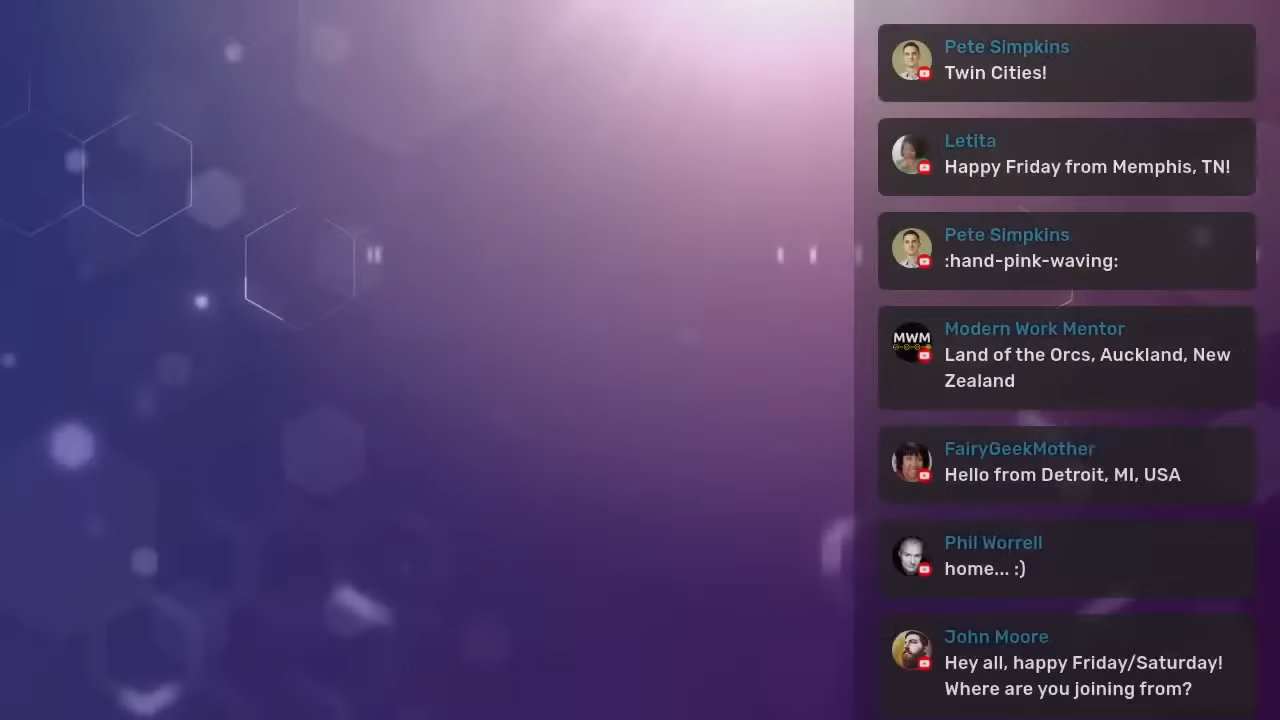 Pete Simpkins
Twin Cities!
Letita
Happy Friday from Memphis, TN!
Pete Simpkins
:hand-pink-waving:
MWM
Modern Work Mentor
Land of the Orcs, Auckland, New
Zealand
FairyGeekMother
Hello from Detroit, MI, USA
Phil Worrell
home... :)
John Moore
Hey all, happy Friday/Saturday!
Where are you joining from?